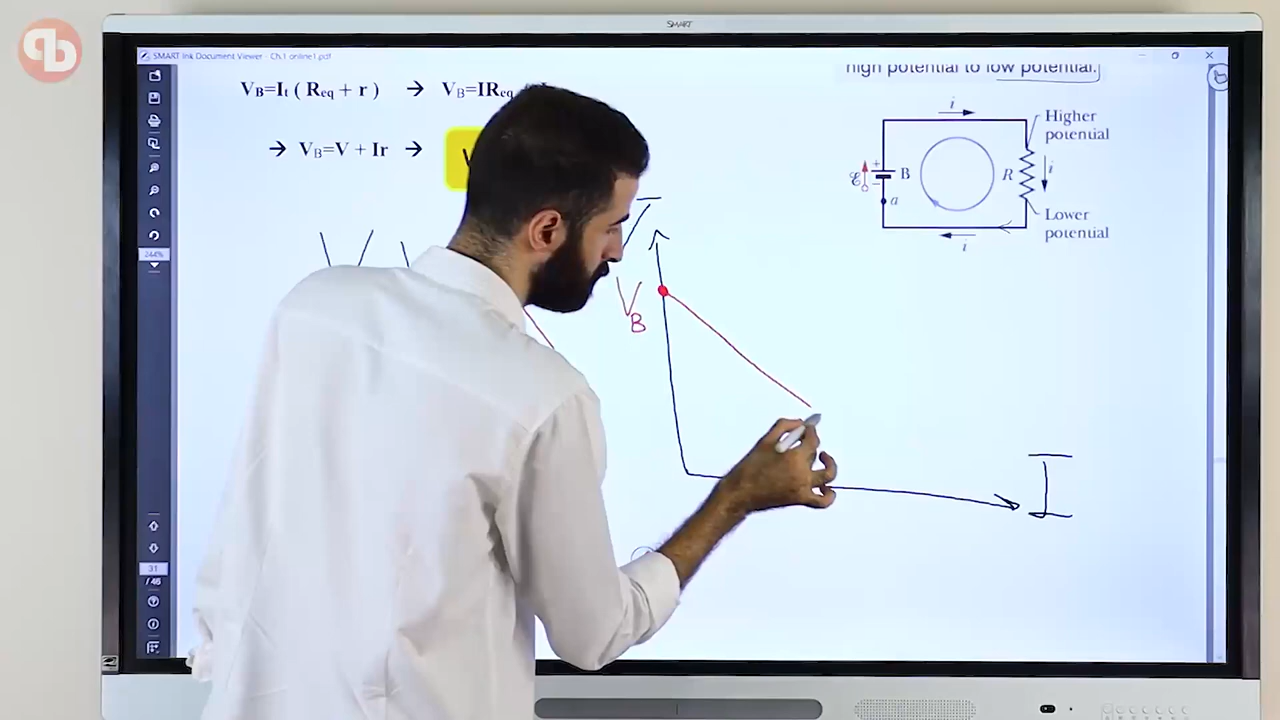 SMART
SMART Ink Document Viewer - Ch.1 online1.pdf
high potential to low potential.
VB=It ( Req + r ) → VB=IReq
→ VB=V + Ir →
i
Higher
potential
+
ℰ
B
R
i
−
a
Lower
potential
i
V
VB
I
244%
31
/ 46